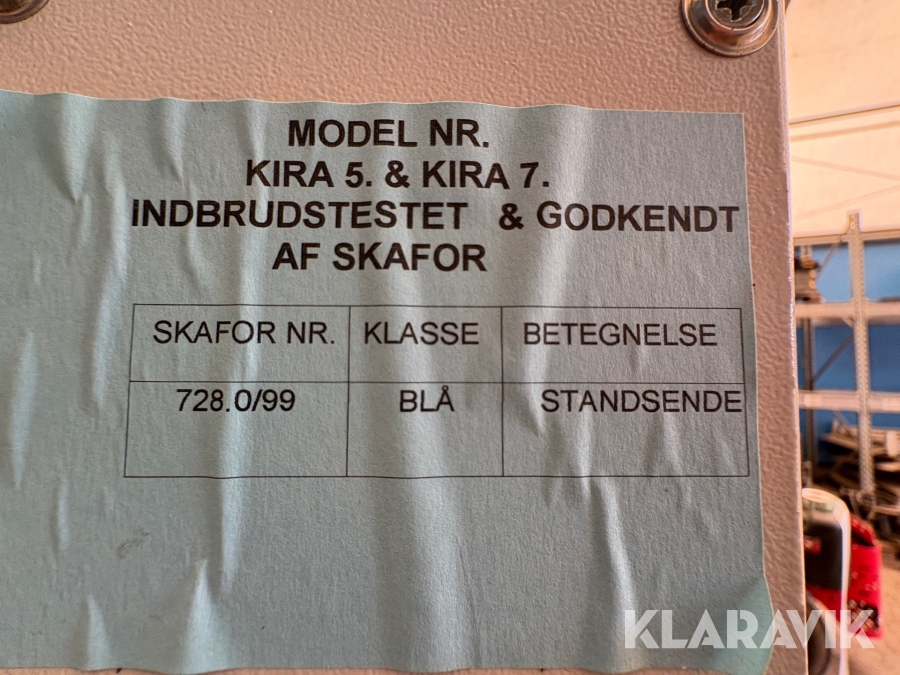 MODEL NR.
KIRA 5. & KIRA 7.
INDBRUDSTESTET & GODKENDT
AF SKAFOR
SKAFOR NR. KLASSE BETEGNELSE
728.0/99 BLÅ STANDSENDE
KLARAVIK